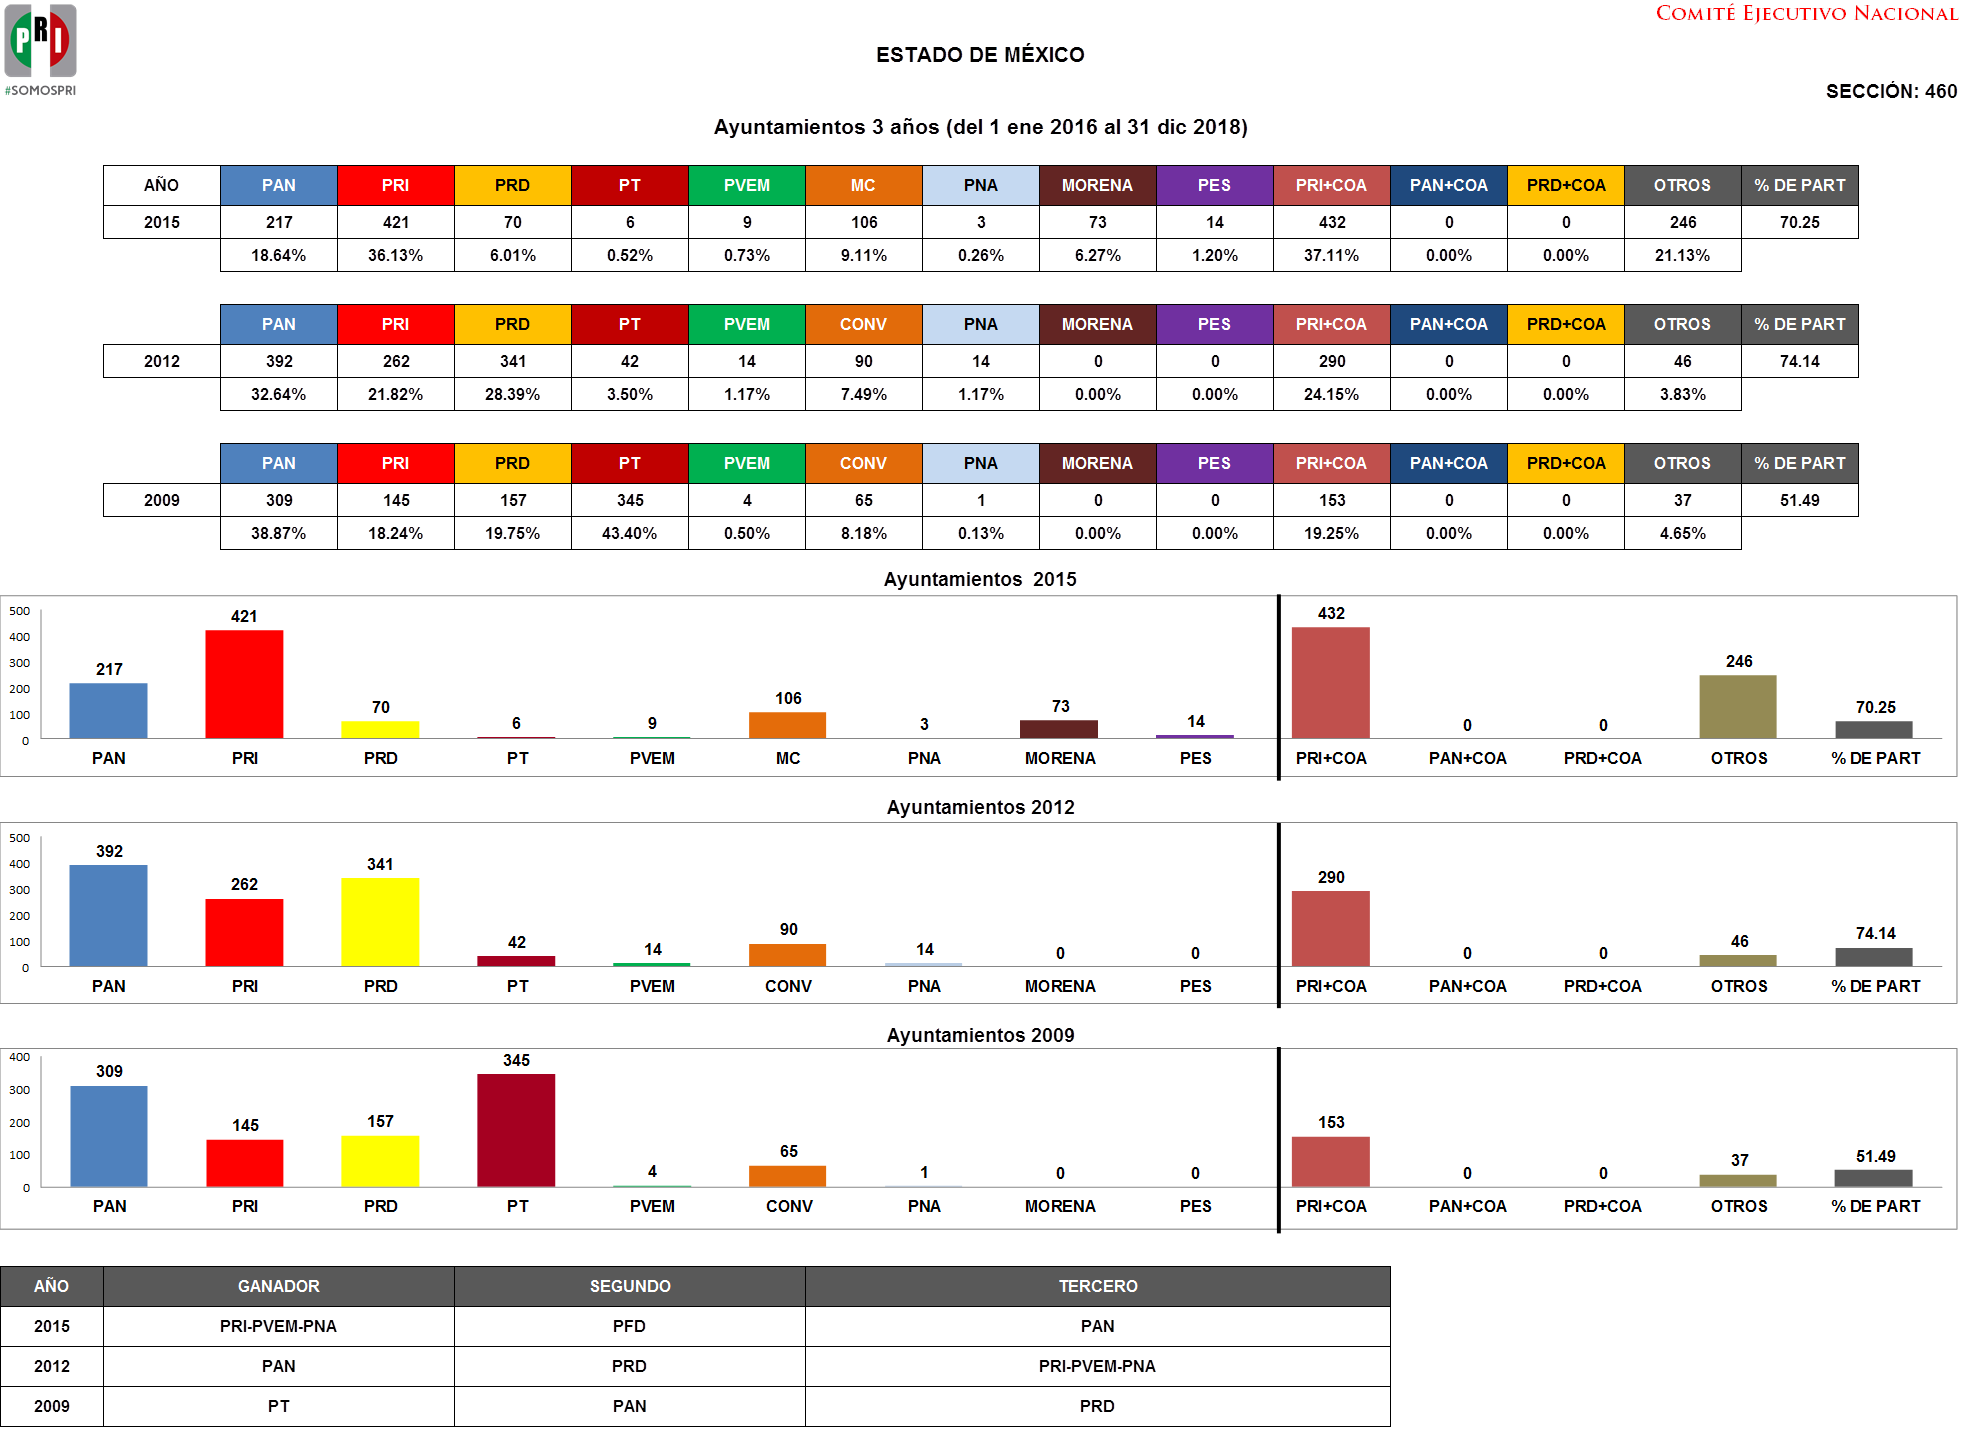 PRI
#SOMOSPRI
COMITÉ EJECUTIVO NACIONAL
ESTADO DE MÉXICO
SECCIÓN: 460
Ayuntamientos 3 años (del 1 ene 2016 al 31 dic 2018)
AÑO PAN PRI PRD PT PVEM MC PNA MORENA PES PRI+COA PAN+COA PRD+COA OTROS % DE PART
2015 217 421 70 6 9 106 3 73 14 432 0 0 246 70.25
18.64% 36.13% 6.01% 0.52% 0.73% 9.11% 0.26% 6.27% 1.20% 37.11% 0.00% 0.00% 21.13%
PAN PRI PRD PT PVEM CONV PNA MORENA PES PRI+COA PAN+COA PRD+COA OTROS % DE PART
2012 392 262 341 42 14 90 14 0 0 290 0 0 46 74.14
32.64% 21.82% 28.39% 3.50% 1.17% 7.49% 1.17% 0.00% 0.00% 24.15% 0.00% 0.00% 3.83%
PAN PRI PRD PT PVEM CONV PNA MORENA PES PRI+COA PAN+COA PRD+COA OTROS % DE PART
2009 309 145 157 345 4 65 1 0 0 153 0 0 37 51.49
38.87% 18.24% 19.75% 43.40% 0.50% 8.18% 0.13% 0.00% 0.00% 19.25% 0.00% 0.00% 4.65%
Ayuntamientos 2015
500
400
300
200
100
0
217 421 70 6 9 106 3 73 14 432 0 0 246 70.25
PAN PRI PRD PT PVEM MC PNA MORENA PES PRI+COA PAN+COA PRD+COA OTROS % DE PART
Ayuntamientos 2012
500
400
300
200
100
0
392 262 341 42 14 90 14 0 0 290 0 0 46 74.14
PAN PRI PRD PT PVEM CONV PNA MORENA PES PRI+COA PAN+COA PRD+COA OTROS % DE PART
Ayuntamientos 2009
400
300
200
100
0
309 145 157 345 4 65 1 0 0 153 0 0 37 51.49
PAN PRI PRD PT PVEM CONV PNA MORENA PES PRI+COA PAN+COA PRD+COA OTROS % DE PART
AÑO GANADOR SEGUNDO TERCERO
2015 PRI-PVEM-PNA PFD PAN
2012 PAN PRD PRI-PVEM-PNA
2009 PT PAN PRD